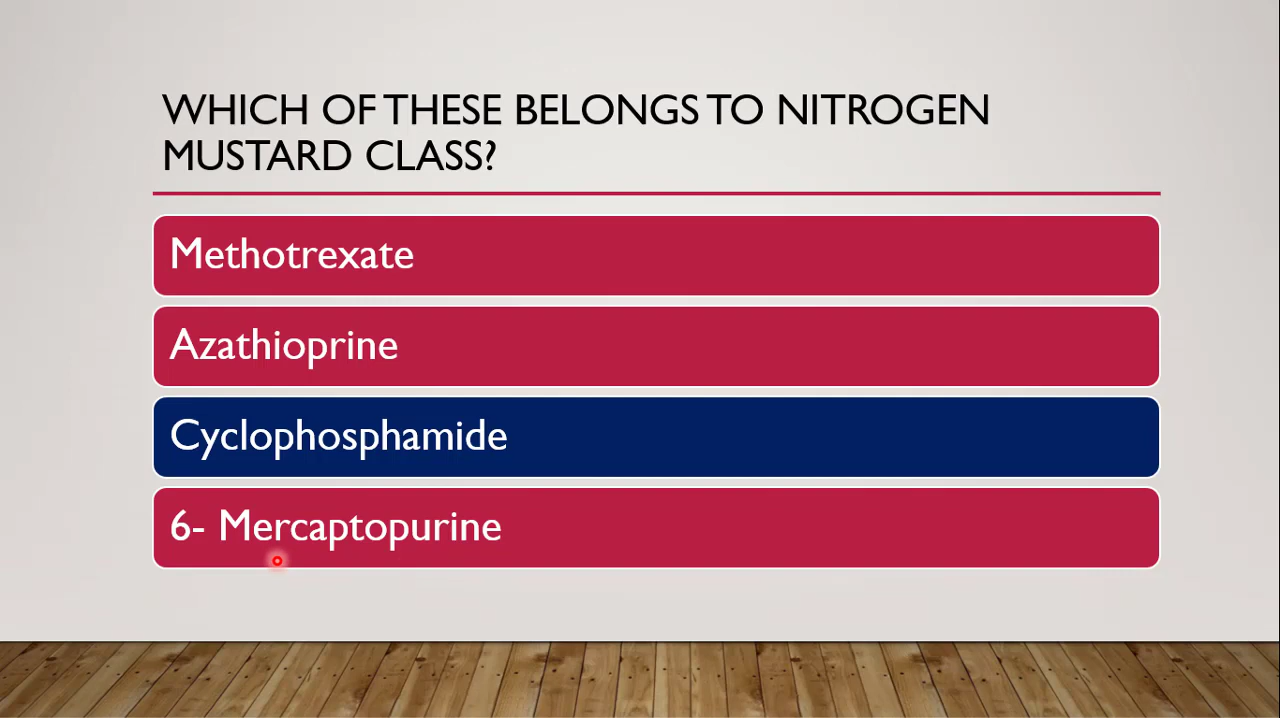 WHICH OF THESE BELONGS TO NITROGEN
MUSTARD CLASS?
Methotrexate
Azathioprine
Cyclophosphamide
6- Mercaptopurine